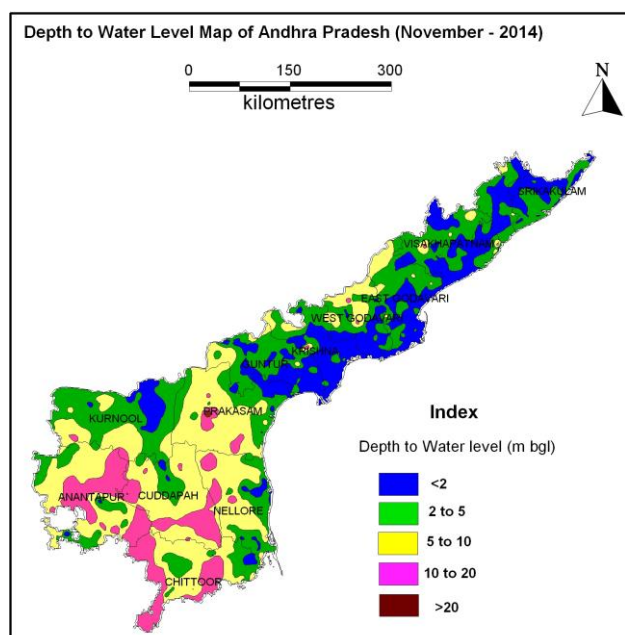 Depth to Water Level Map of Andhra Pradesh (November - 2014)
0 150 300
kilometres
N
SRIKAKULAM
VISAKHAPATNAM
EAST GODAVARI
WEST GODAVARI
KRISHNA
GUNTUR
PRAKASAM
KURNOOL
ANANTAPUR
CUDDAPAH
NELLORE
CHITTOOR
Index
Depth to Water level (m bgl)
<2
2 to 5
5 to 10
10 to 20
>20